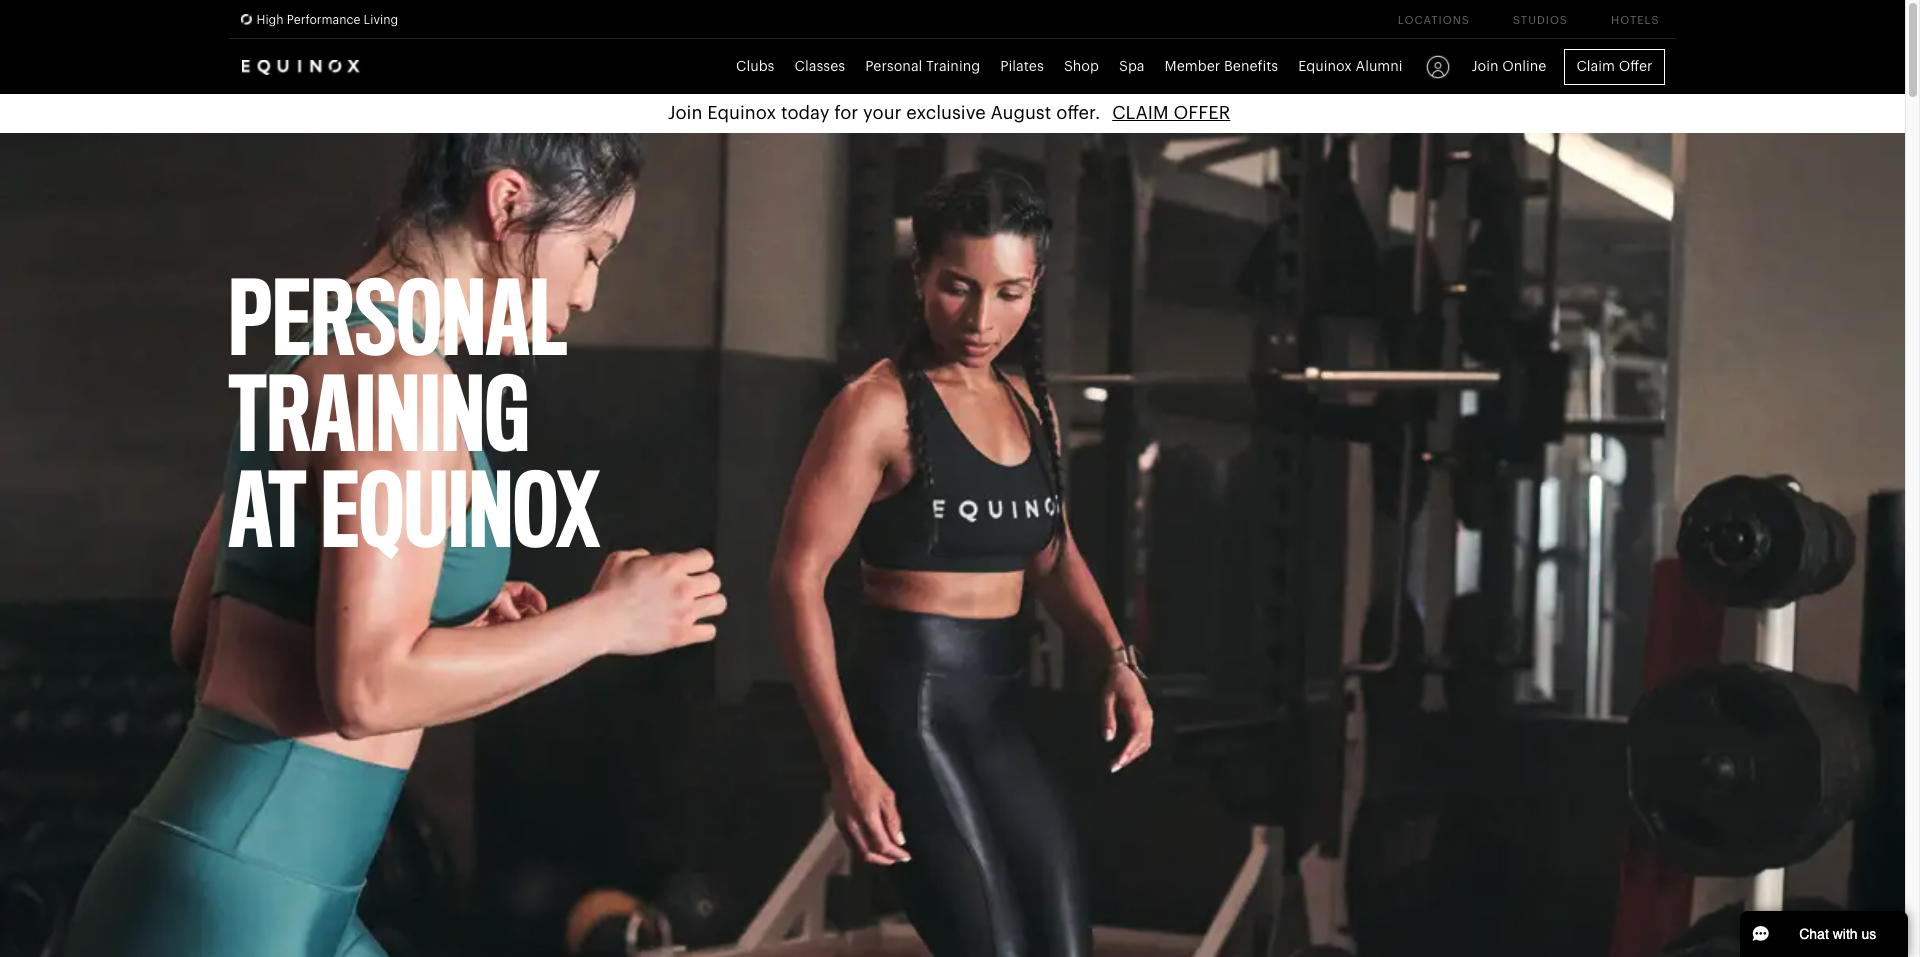 High Performance Living
LOCATIONS STUDIOS HOTELS
EQUINOX
Clubs Classes Personal Training Pilates Shop Spa Member Benefits Equinox Alumni Join Online Claim Offer
Join Equinox today for your exclusive August offer. CLAIM OFFER
PERSONAL
TRAINING
AT EQUINOX
EQUINO
Chat with us